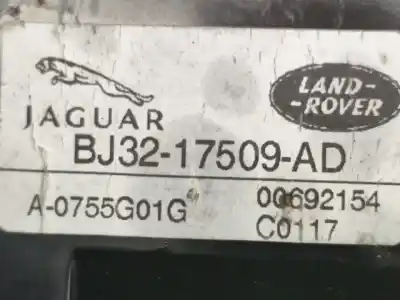 JAGUAR
LAND-
-ROVER
BJ32-17509-AD
A-0755G01G
00692154
C0117